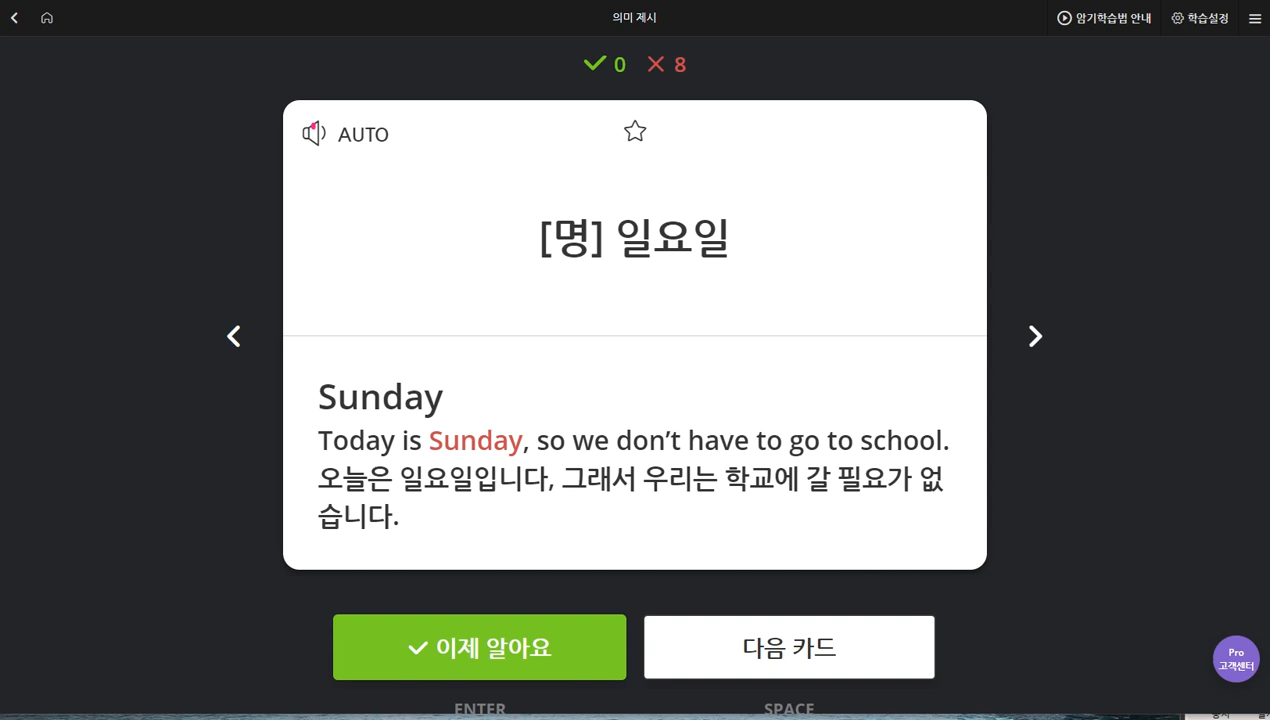 의미 제시
암기학습법 안내
학습설정
0
8
AUTO
[명] 일요일
Sunday
Today is Sunday, so we don’t have to go to school.
오늘은 일요일입니다, 그래서 우리는 학교에 갈 필요가 없
습니다.
이제 알아요
다음 카드
Pro
고객센터
ENTER
SPACE